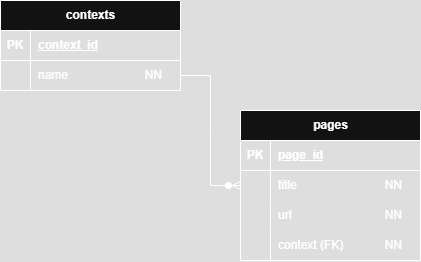 contexts
PK context_id
name NN
pages
PK page_id
title NN
url NN
context (FK) NN